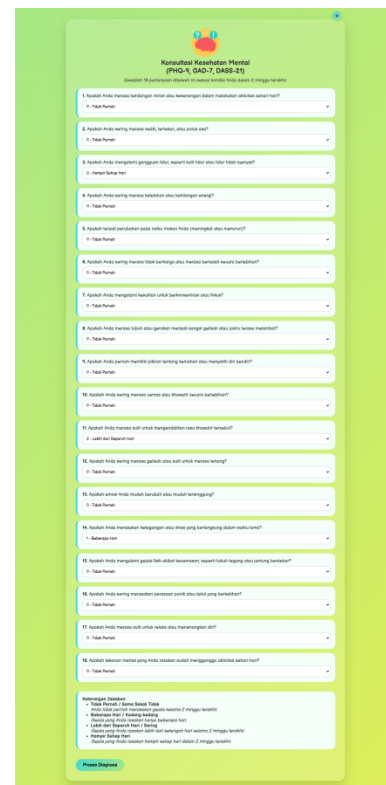 Konsultasi Kesehatan Mental
(PHQ-9, GAD-7, DASS-21)
Jawablah 18 pertanyaan dibawah ini sesuai kondisi Anda dalam 2 minggu terakhir.
1. Apakah Anda merasa kehilangan minat atau kesenangan dalam melakukan aktivitas sehari-hari?
0 - Tidak Pernah
2. Apakah Anda sering merasa sedih, tertekan, atau putus asa?
0 - Tidak Pernah
3. Apakah Anda mengalami gangguan tidur, seperti sulit tidur atau tidur tidak nyenyak?
3 - Hampir Setiap Hari
4. Apakah Anda sering merasa kelelahan atau kehilangan energi?
0 - Tidak Pernah
5. Apakah terjadi perubahan pada nafsu makan Anda (meningkat atau menurun)?
0 - Tidak Pernah
6. Apakah Anda sering merasa tidak berharga atau merasa bersalah secara berlebihan?
0 - Tidak Pernah
7. Apakah Anda mengalami kesulitan untuk berkonsentrasi atau fokus?
0 - Tidak Pernah
8. Apakah Anda merasa tubuh atau gerakan menjadi sangat gelisah atau justru terasa melambat?
0 - Tidak Pernah
9. Apakah Anda pernah memiliki pikiran tentang kematian atau menyakiti diri sendiri?
0 - Tidak Pernah
10. Apakah Anda sering merasa cemas atau khawatir secara berlebihan?
0 - Tidak Pernah
11. Apakah Anda merasa sulit untuk mengendalikan rasa khawatir tersebut?
2 - Lebih dari Separuh Hari
12. Apakah Anda sering merasa gelisah atau sulit untuk merasa tenang?
0 - Tidak Pernah
13. Apakah emosi Anda mudah berubah atau mudah tersinggung?
0 - Tidak Pernah
14. Apakah Anda merasakan ketegangan atau stres yang berlangsung dalam waktu lama?
1 - Beberapa Hari
15. Apakah Anda mengalami gejala fisik akibat kecemasan, seperti tubuh tegang atau jantung berdebar?
0 - Tidak Pernah
16. Apakah Anda sering merasakan perasaan panik atau takut yang berlebihan?
0 - Tidak Pernah
17. Apakah Anda merasa sulit untuk relaks atau menenangkan diri?
0 - Tidak Pernah
18. Apakah tekanan mental yang Anda rasakan sudah mengganggu aktivitas sehari-hari?
0 - Tidak Pernah
Keterangan Jawaban:
• Tidak Pernah / Sama Sekali Tidak
Anda tidak pernah merasakan gejala selama 2 minggu terakhir.
• Beberapa Hari / Kadang-kadang
Gejala yang Anda rasakan hanya beberapa hari.
• Lebih dari Separuh Hari / Sering
Gejala yang Anda rasakan lebih dari setengah hari selama 2 minggu terakhir.
• Hampir Setiap Hari
Gejala yang Anda rasakan hampir setiap hari dalam 2 minggu terakhir.
Proses Diagnosa